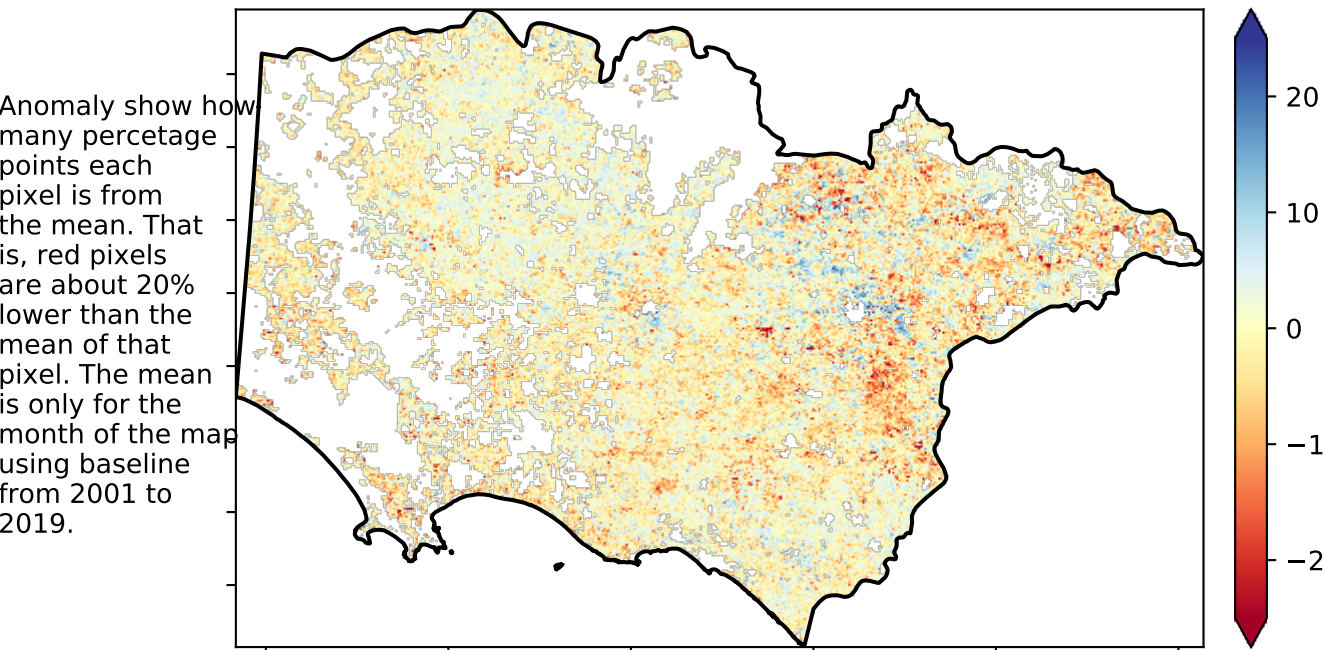 Anomaly show how
many percetage
points each
pixel is from
the mean. That
is, red pixels
are about 20%
lower than the
mean of that
pixel. The mean
is only for the
month of the map
using baseline
from 2001 to
2019.
20
10
0
−1
−2